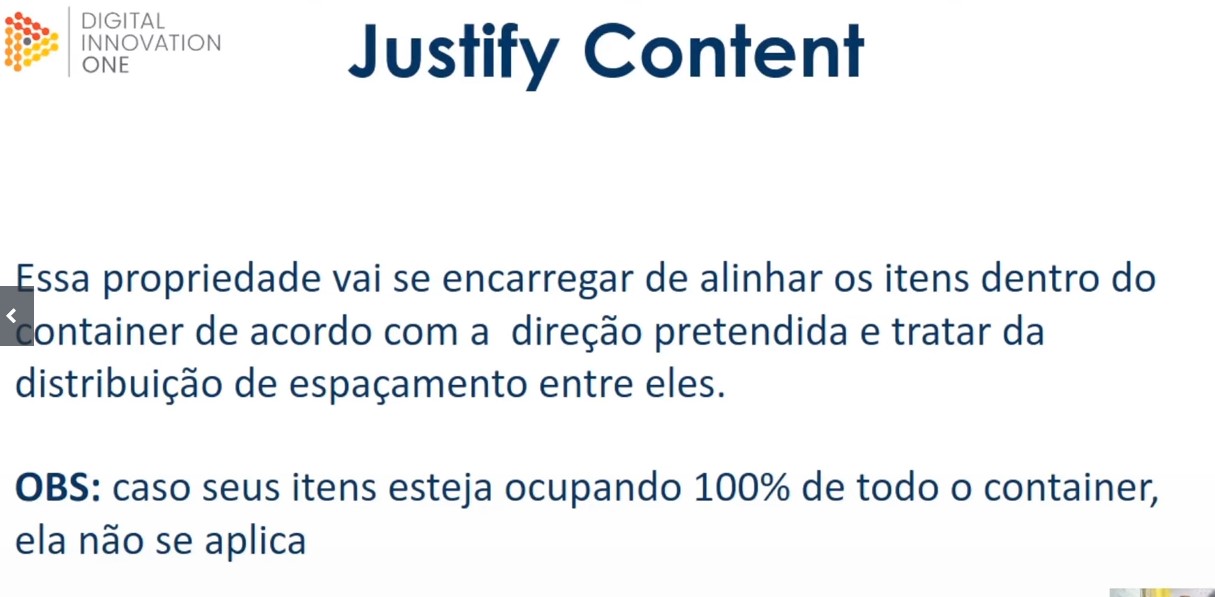 DIGITAL
INNOVATION
ONE
Justify Content
Essa propriedade vai se encarregar de alinhar os itens dentro do
container de acordo com a direção pretendida e tratar da
distribuição de espaçamento entre eles.
OBS: caso seus itens esteja ocupando 100% de todo o container,
ela não se aplica